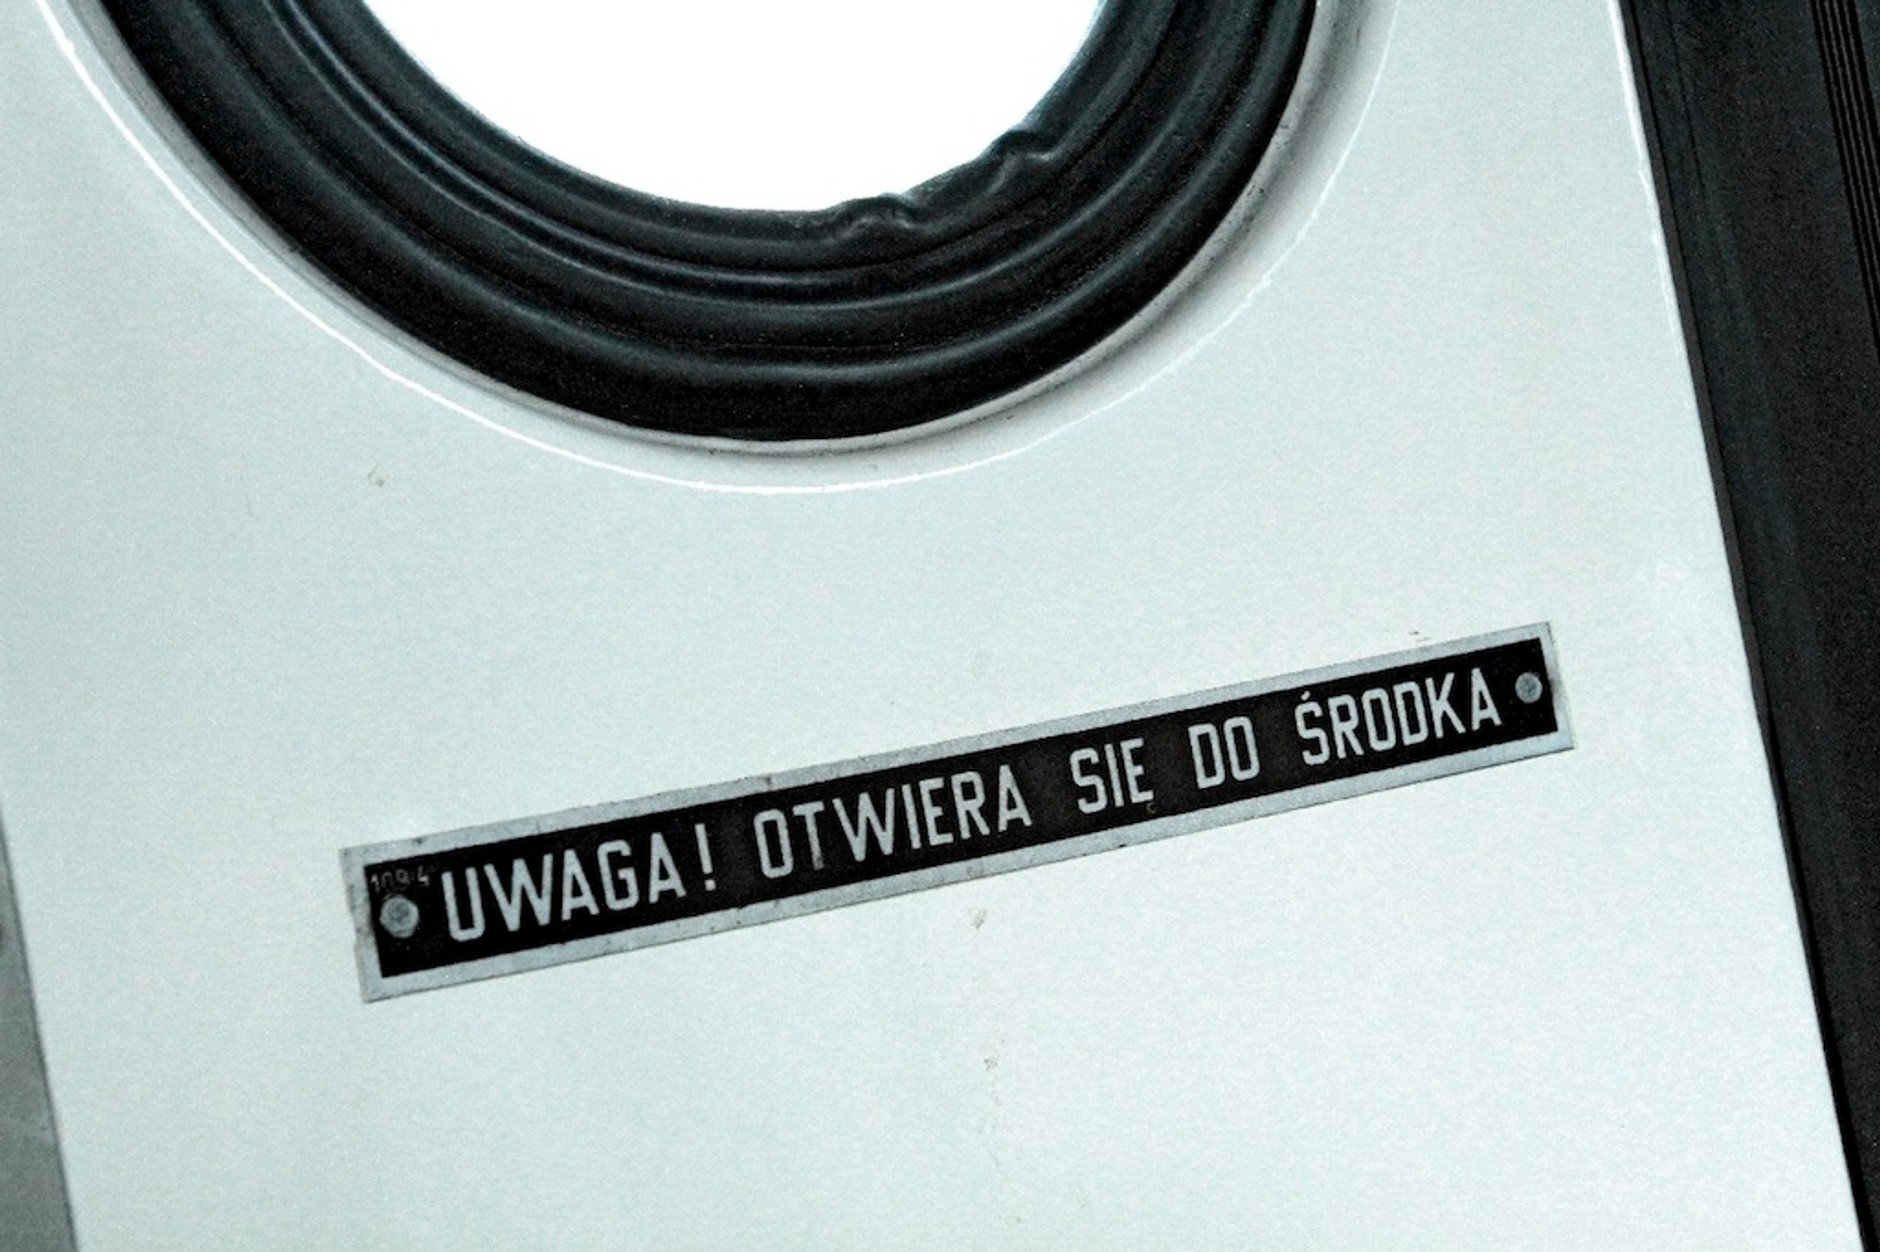 UWAGA! OTWIERA SIĘ DO ŚRODKA